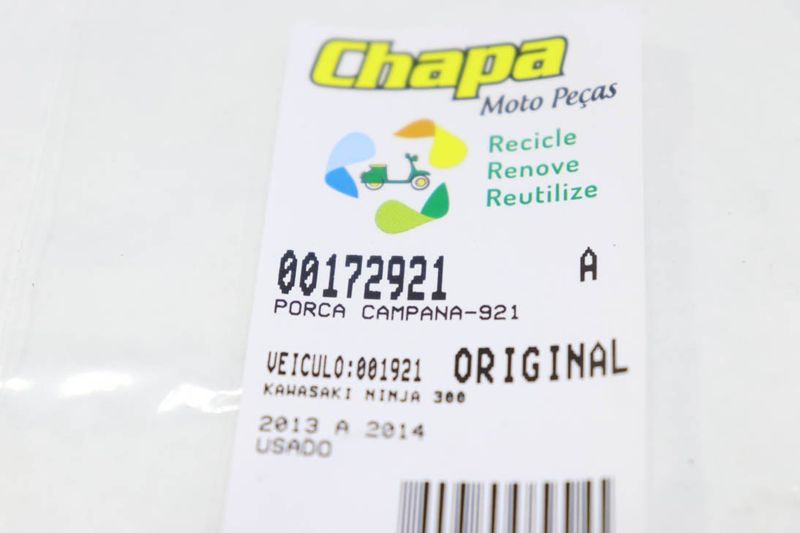 Chapa
Moto Peças
Recicle
Renove
Reutilize
00172921 A
PORCA CAMPANA-921
VEICULO:001921 ORIGINAL
KAWASAKI NINJA 300
2013 A 2014
USADO